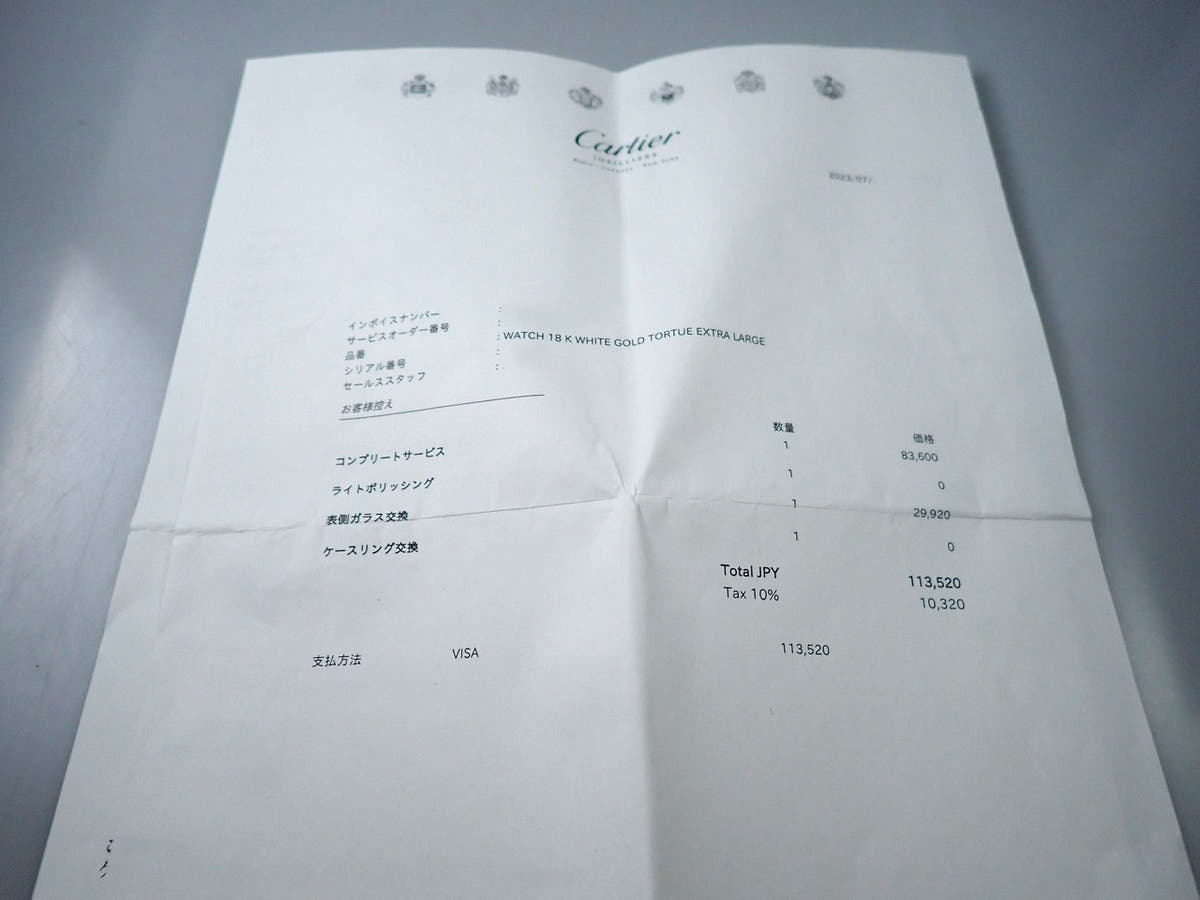 Cartier
JOAILLIERS
Paris - Londres - New York
2023/07/
インボイスナンバー :
サービスオーダー番号 :
品番 : WATCH 18 K WHITE GOLD TORTUE EXTRA LARGE
シリアル番号 :
セールススタッフ :
お客様控え
数量 価格
コンプリートサービス 1 83,600
ライトポリッシング 1 0
表側ガラス交換 1 29,920
ケースリング交換 1 0
Total JPY 113,520
Tax 10% 10,320
支払方法 VISA 113,520